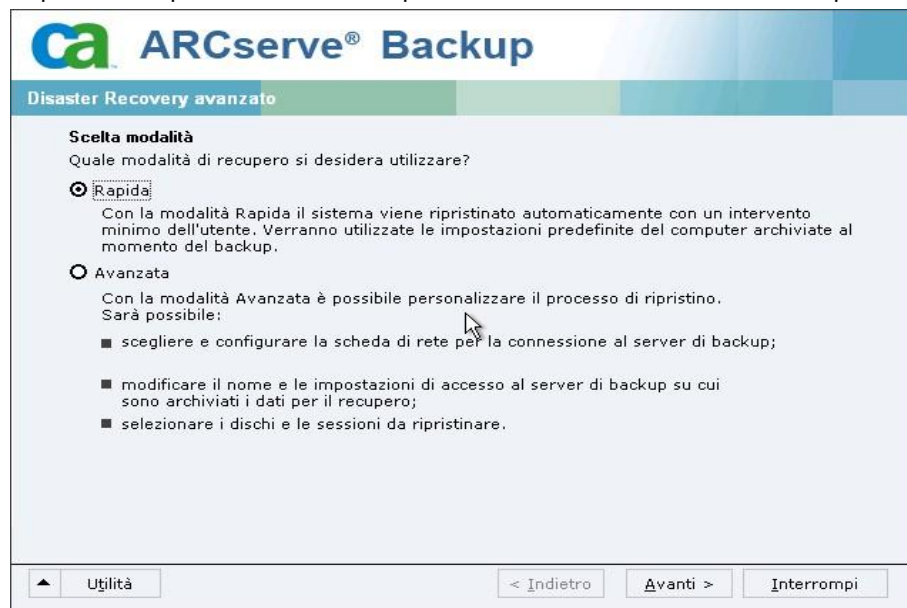 ca ARCserve® Backup
Disaster Recovery avanzato
Scelta modalità
Quale modalità di recupero si desidera utilizzare?
Rapida
Con la modalità Rapida il sistema viene ripristinato automaticamente con un intervento
minimo dell'utente. Verranno utilizzate le impostazioni predefinite del computer archiviate al
momento del backup.
Avanzata
Con la modalità Avanzata è possibile personalizzare il processo di ripristino.
Sarà possibile:
scegliere e configurare la scheda di rete per la connessione al server di backup;
modificare il nome e le impostazioni di accesso al server di backup su cui
sono archiviati i dati per il recupero;
selezionare i dischi e le sessioni da ripristinare.
Utilità
< Indietro
Avanti >
Interrompi